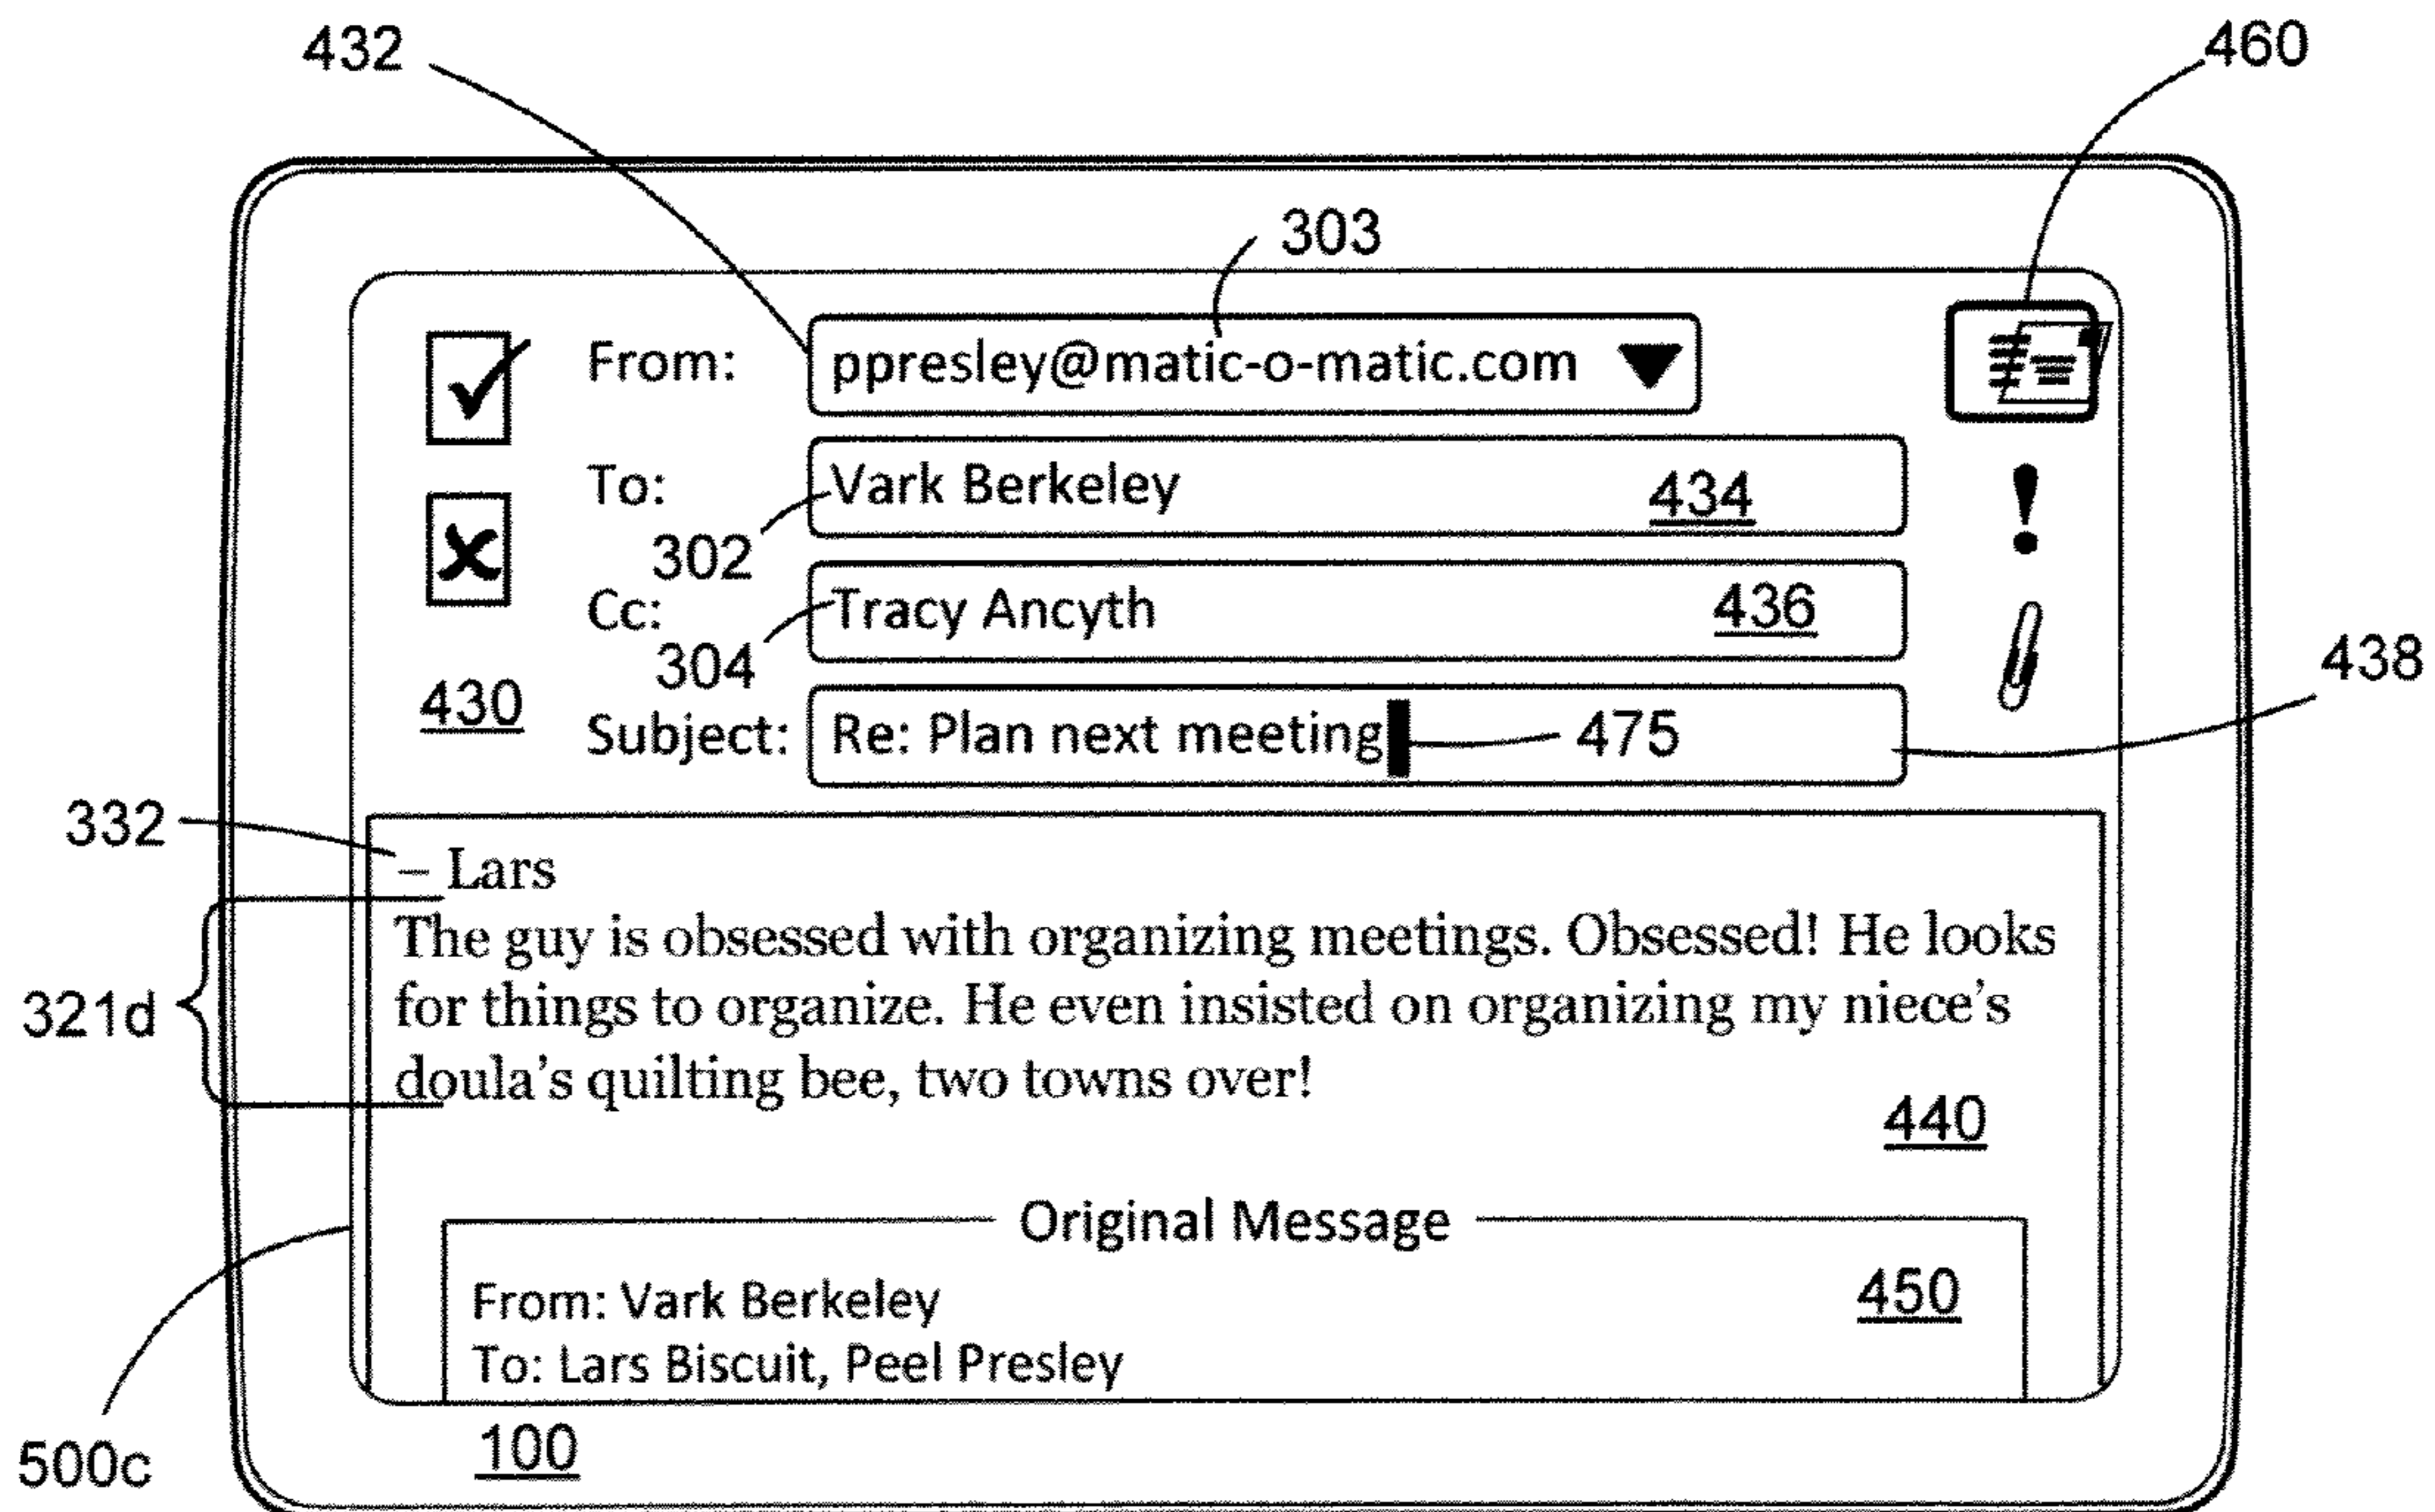 432
460
303
From: ppresley@matic-o-matic.com
To: Vark Berkeley 434
302
Cc: Tracy Ancyth 436
304
438
430
Subject: Re: Plan next meeting 475
332
– Lars
The guy is obsessed with organizing meetings. Obsessed! He looks
for things to organize. He even insisted on organizing my niece’s
doula’s quilting bee, two towns over!
321d
440
Original Message
From: Vark Berkeley 450
To: Lars Biscuit, Peel Presley
500c
100